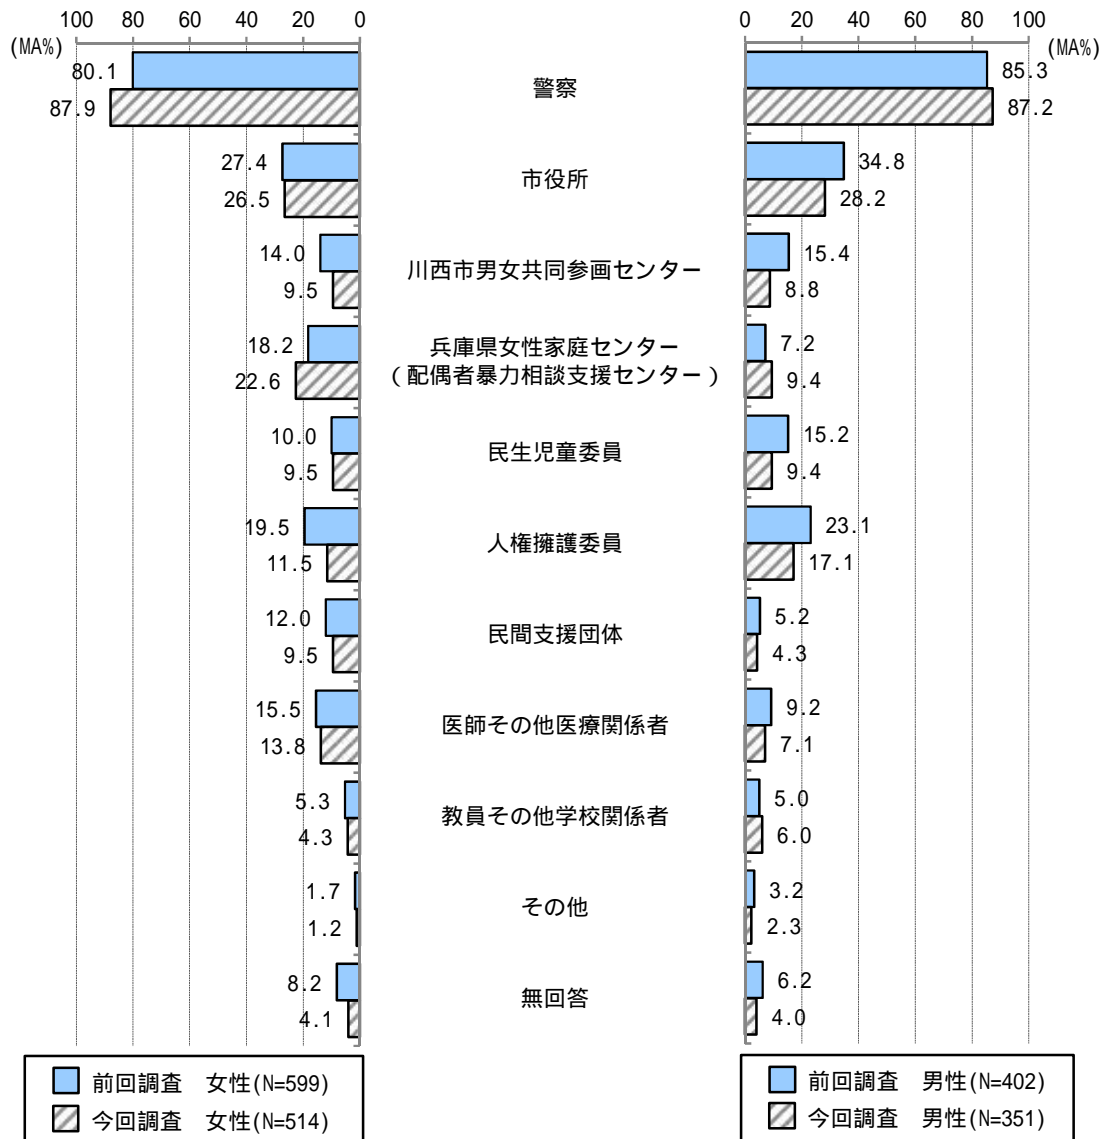 100 80 60 40 20 0 0 20 40 60 80 100
(MA%) (MA%)
80.1 警察 85.3
87.9 87.2
27.4 市役所 34.8
26.5 28.2
14.0 川西市男女共同参画センター 15.4
9.5 8.8
18.2 兵庫県女性家庭センター 7.2
22.6 (配偶者暴力相談支援センター) 9.4
10.0 民生児童委員 15.2
9.5 9.4
19.5 人権擁護委員 23.1
11.5 17.1
12.0 民間支援団体 5.2
9.5 4.3
15.5 医師その他医療関係者 9.2
13.8 7.1
5.3 教員その他学校関係者 5.0
4.3 6.0
1.7 その他 3.2
1.2 2.3
8.2 無回答 6.2
4.1 4.0
前回調査 女性(N=599) 前回調査 男性(N=402)
今回調査 女性(N=514) 今回調査 男性(N=351)